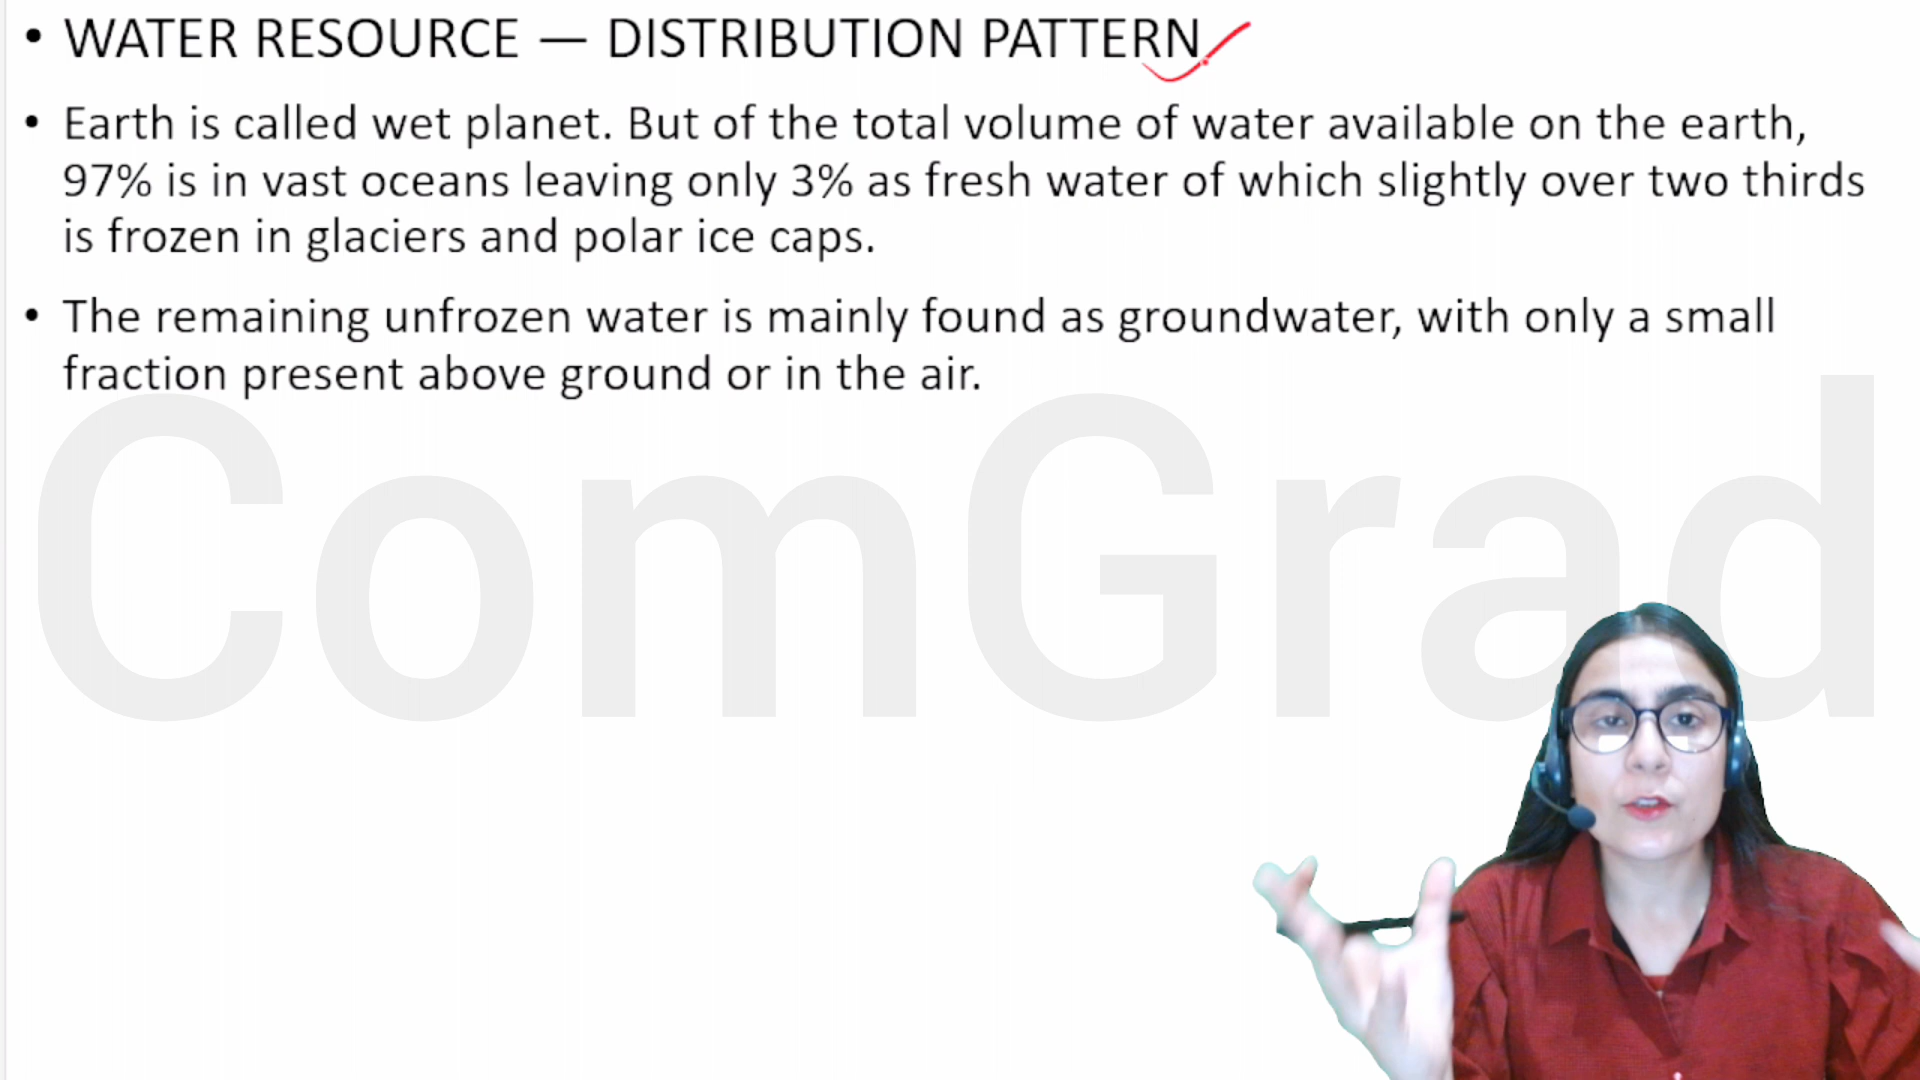 • WATER RESOURCE — DISTRIBUTION PATTERN
• Earth is called wet planet. But of the total volume of water available on the earth,
97% is in vast oceans leaving only 3% as fresh water of which slightly over two thirds
is frozen in glaciers and polar ice caps.
• The remaining unfrozen water is mainly found as groundwater, with only a small
fraction present above ground or in the air.
ComGrad